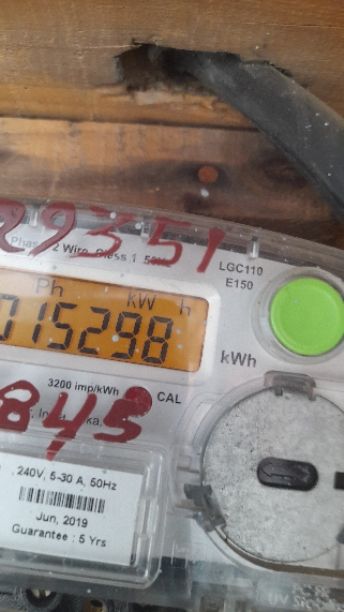 29351
Phase 2 Wire Class 1 50Hz
LGC110
E150
Ph kW h
015298
kWh
3200 imp/kWh CAL
845
240V, 5-30 A, 50Hz
Jun, 2019
Guarantee : 5 Yrs